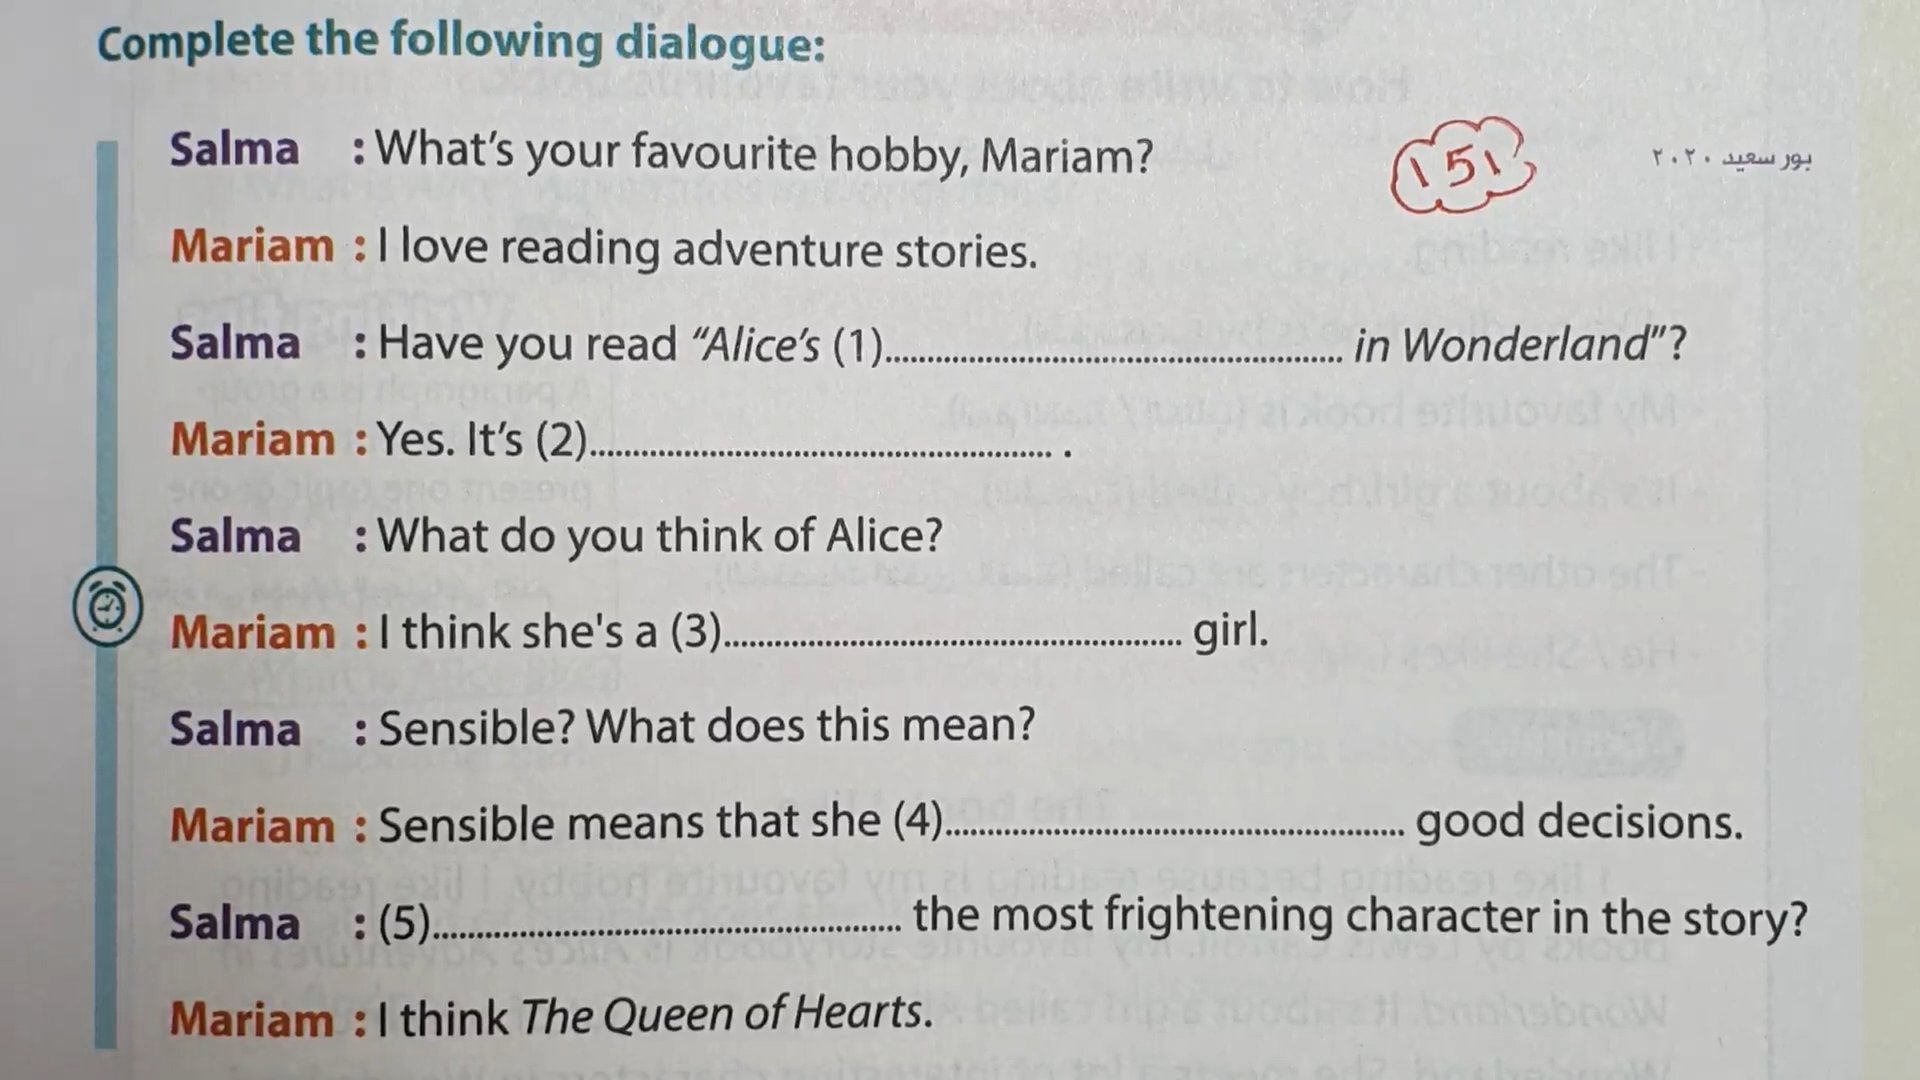 Complete the following dialogue:
Salma : What's your favourite hobby, Mariam?
151
بور سعيد ٢٠٢٠
Mariam : I love reading adventure stories.
Salma : Have you read "Alice's (1)........................................ in Wonderland"?
Mariam : Yes. It's (2)........................................ .
Salma : What do you think of Alice?
Mariam : I think she's a (3)........................................ girl.
Salma : Sensible? What does this mean?
Mariam : Sensible means that she (4)........................................ good decisions.
Salma : (5)........................................ the most frightening character in the story?
Mariam : I think The Queen of Hearts.